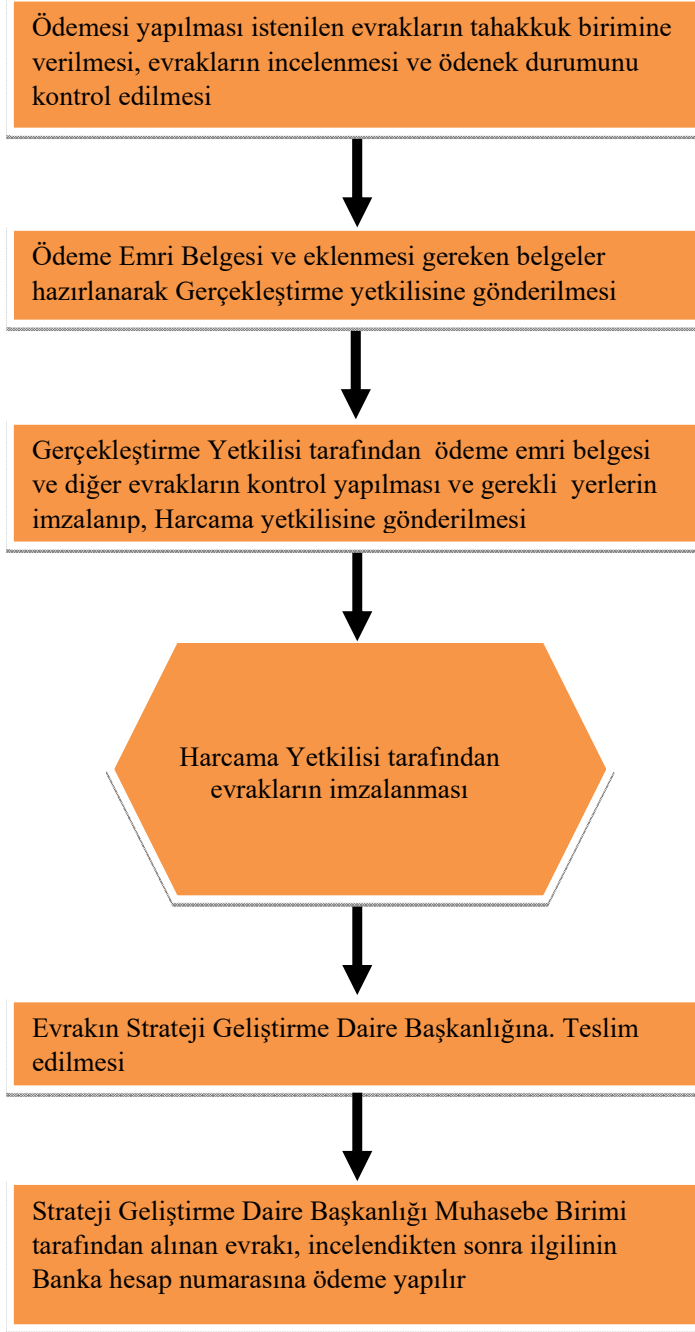 Ödemesi yapılması istenilen evrakların tahakkuk birimine
verilmesi, evrakların incelenmesi ve ödenek durumunu
kontrol edilmesi
Ödeme Emri Belgesi ve eklenmesi gereken belgeler
hazırlanarak Gerçekleştirme yetkilisine gönderilmesi
Gerçekleştirme Yetkilisi tarafından ödeme emri belgesi
ve diğer evrakların kontrol yapılması ve gerekli yerlerin
imzalanıp, Harcama yetkilisine gönderilmesi
Harcama Yetkilisi tarafından
evrakların imzalanması
Evrakın Strateji Geliştirme Daire Başkanlığına. Teslim
edilmesi
Strateji Geliştirme Daire Başkanlığı Muhasebe Birimi
tarafından alınan evrakı, incelendikten sonra ilgilinin
Banka hesap numarasına ödeme yapılır